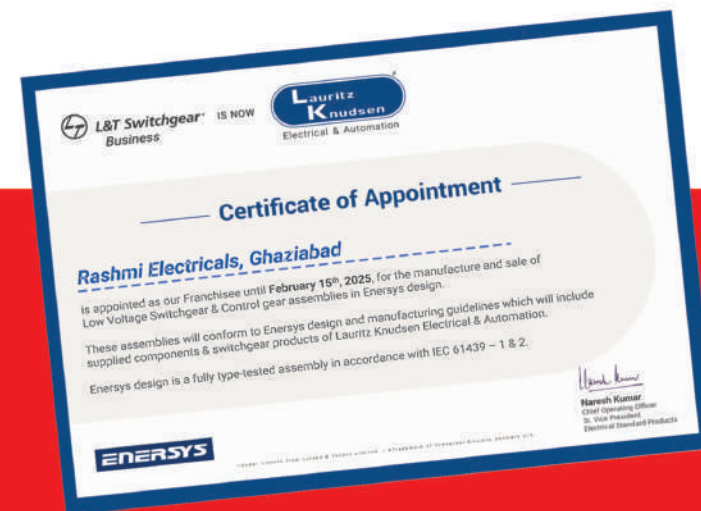 L&T Switchgear
Business
IS NOW
Lauritz
Knudsen
Electrical & Automation
Certificate of Appointment
Rashmi Electricals, Ghaziabad
is appointed as our Franchisee until February 15th, 2025, for the manufacture and sale of
Low Voltage Switchgear & Control gear assemblies in Enersys design.
These assemblies will conform to Enersys design and manufacturing guidelines which will include
supplied components & switchgear products of Lauritz Knudsen Electrical & Automation.
Enersys design is a fully type-tested assembly in accordance with IEC 61439 – 1 & 2.
Naresh Kumar
Chief Operating Officer
Sr. Vice President
Electrical Standard Products
ENERSYS